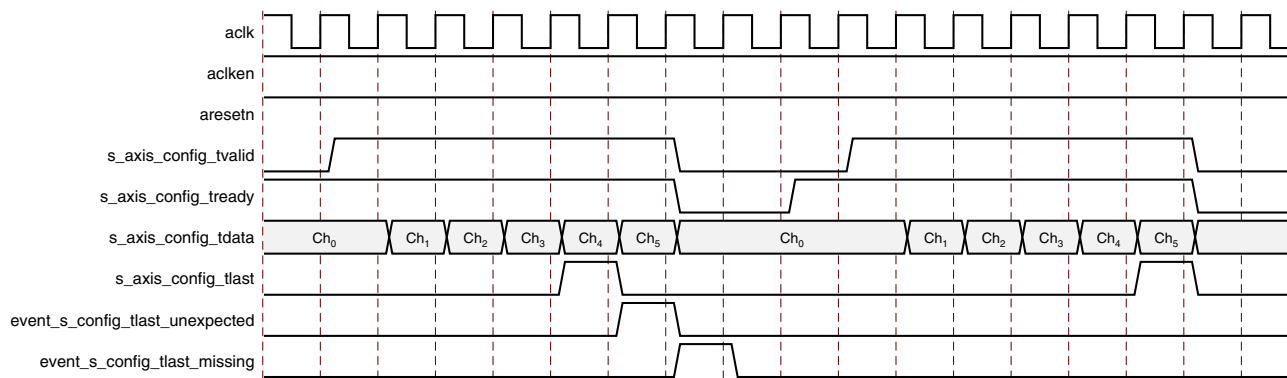 aclk
aclken
aresetn
s_axis_config_tvalid
s_axis_config_tready
s_axis_config_tdata Ch₀ Ch₁ Ch₂ Ch₃ Ch₄ Ch₅ Ch₀ Ch₁ Ch₂ Ch₃ Ch₄ Ch₅
s_axis_config_tlast
event_s_config_tlast_unexpected
event_s_config_tlast_missing